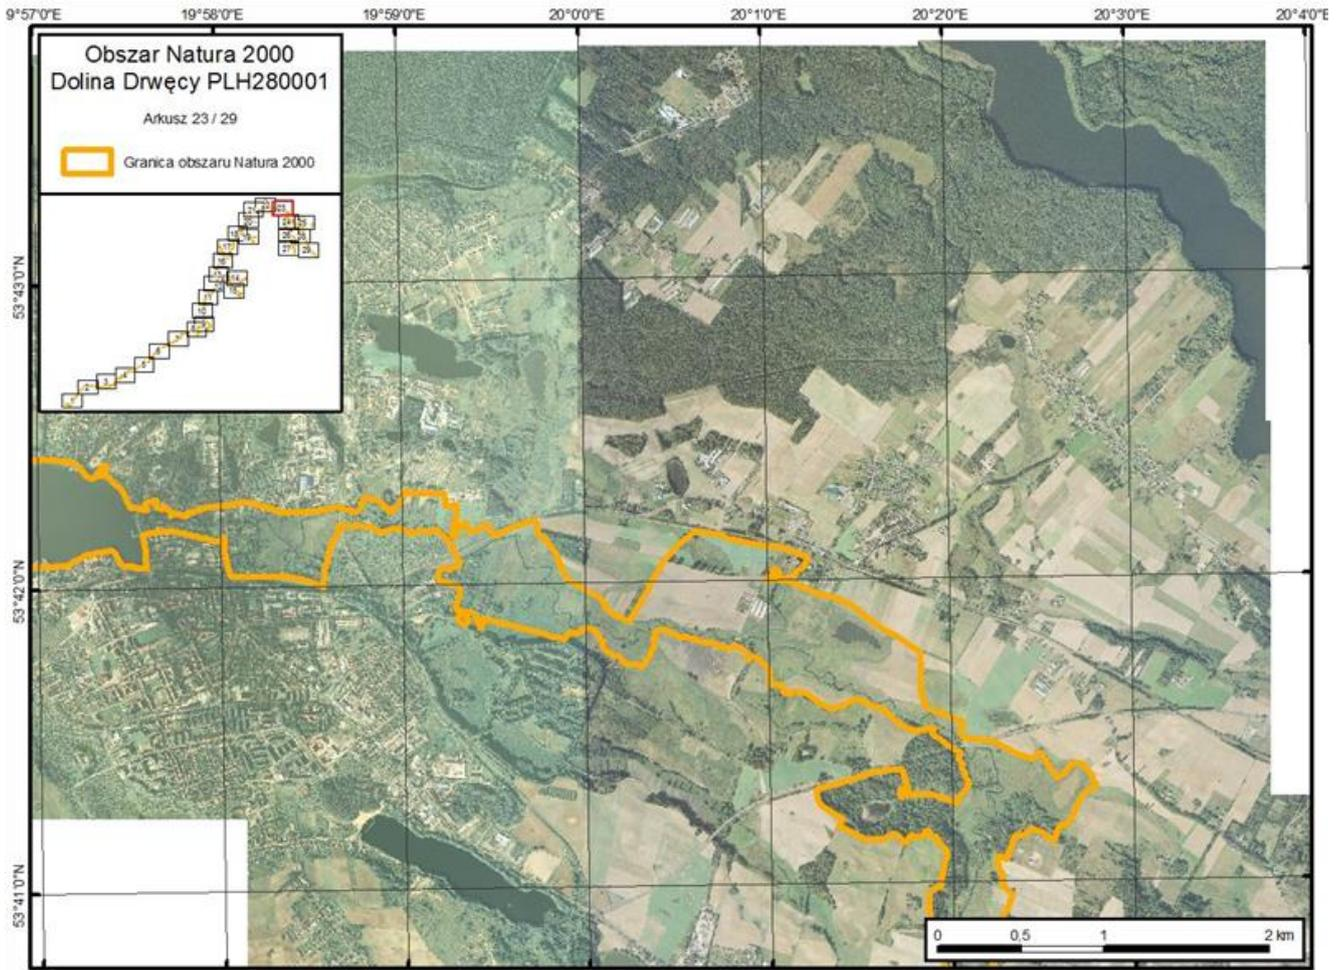 9°57'0"E 19°58'0"E 19°59'0"E 20°0'0"E 20°1'0"E 20°2'0"E 20°3'0"E 20°4'0"E
Obszar Natura 2000
Dolina Drwęcy PLH280001
Arkusz 23 / 29
Granica obszaru Natura 2000
53°43'0"N
53°42'0"N
53°41'0"N
0 0,5 1 2 km